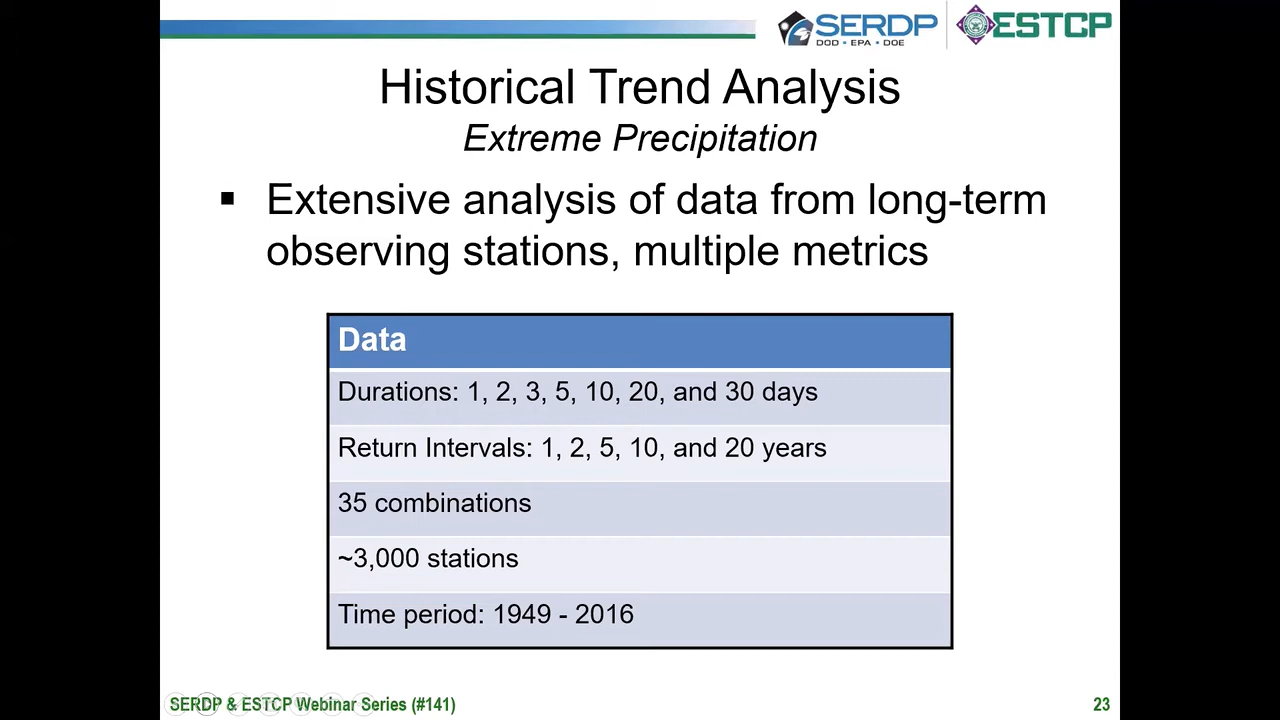 SERDP
DOD • EPA • DOE
ESTCP
Historical Trend Analysis
Extreme Precipitation
▪ Extensive analysis of data from long-term
observing stations, multiple metrics
Data
Durations: 1, 2, 3, 5, 10, 20, and 30 days
Return Intervals: 1, 2, 5, 10, and 20 years
35 combinations
~3,000 stations
Time period: 1949 - 2016
SERDP & ESTCP Webinar Series (#141)
23